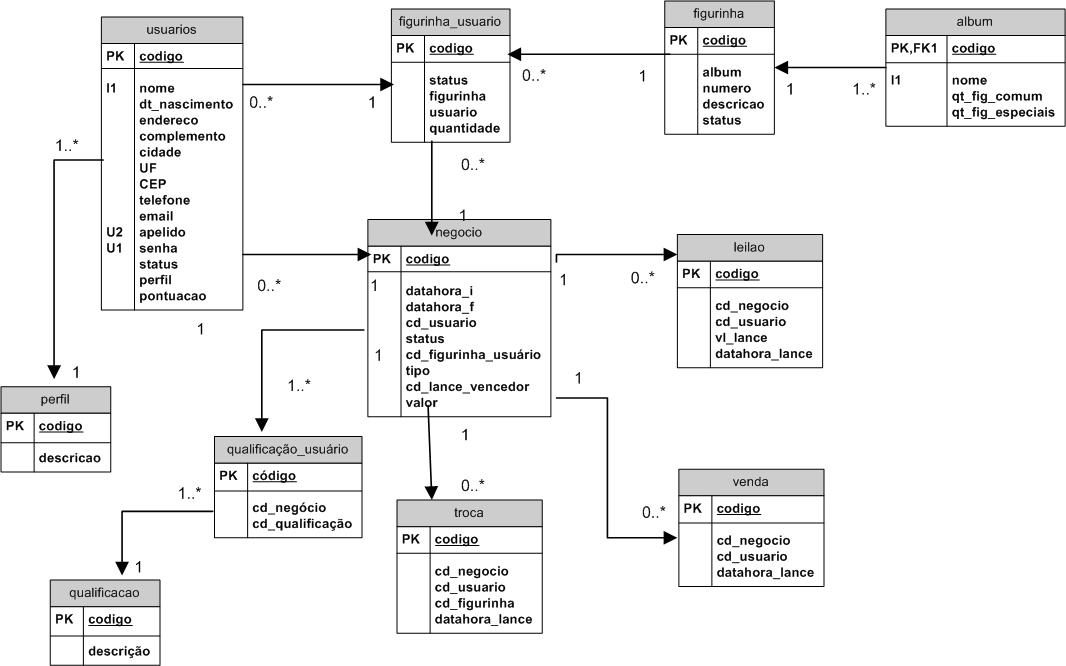 usuarios
PK codigo
I1 nome
dt_nascimento
endereco
complemento
cidade
UF
CEP
telefone
email
U2 apelido
U1 senha
status
perfil
pontuacao
figurinha_usuario
PK codigo
status
figurinha
usuario
quantidade
figurinha
PK codigo
album
numero
descricao
status
album
PK,FK1 codigo
I1 nome
qt_fig_comum
qt_fig_especiais
0..*
1
0..*
1
1
1..*
1..*
0..*
1
0..*
1
negocio
PK codigo
datahora_i
datahora_f
cd_usuario
status
cd_figurinha_usuário
tipo
cd_lance_vencedor
valor
1
0..*
leilao
PK codigo
cd_negocio
cd_usuario
vl_lance
datahora_lance
1
1
1
1..*
1
perfil
PK codigo
descricao
qualificação_usuário
PK código
cd_negócio
cd_qualificação
1
0..*
troca
PK codigo
cd_negocio
cd_usuario
cd_figurinha
datahora_lance
0..*
venda
PK codigo
cd_negocio
cd_usuario
datahora_lance
1..*
1
qualificacao
PK codigo
descrição